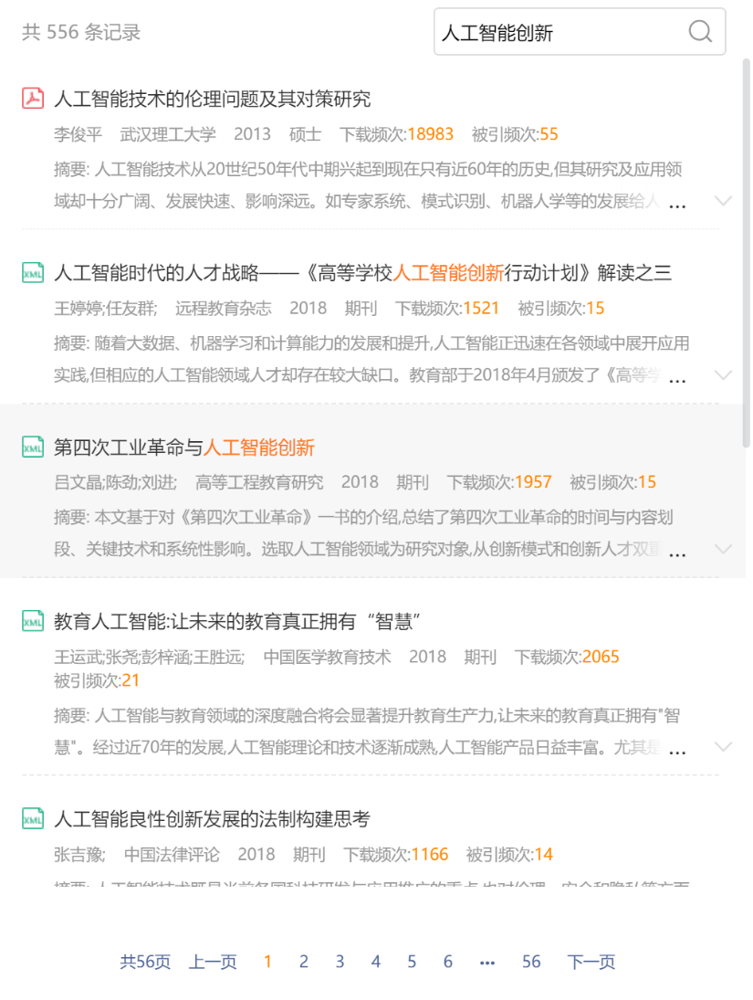 共 556 条记录
人工智能创新
人工智能技术的伦理问题及其对策研究
李俊平 武汉理工大学 2013 硕士 下载频次:18983 被引频次:55
摘要: 人工智能技术从20世纪50年代中期兴起到现在只有近60年的历史,但其研究及应用领
域却十分广阔、发展快速、影响深远。如专家系统、模式识别、机器人学等的发展给人 ...
XML 人工智能时代的人才战略——《高等学校人工智能创新行动计划》解读之三
王婷婷;任友群; 远程教育杂志 2018 期刊 下载频次:1521 被引频次:15
摘要: 随着大数据、机器学习和计算能力的发展和提升,人工智能正迅速在各领域中展开应用
实践,但相应的人工智能领域人才却存在较大缺口。教育部于2018年4月颁发了《高等学 ...
XML 第四次工业革命与人工智能创新
吕文晶;陈劲;刘进; 高等工程教育研究 2018 期刊 下载频次:1957 被引频次:15
摘要: 本文基于对《第四次工业革命》一书的介绍,总结了第四次工业革命的时间与内容划
段、关键技术和系统性影响。选取人工智能领域为研究对象,从创新模式和创新人才双重 ...
XML 教育人工智能:让未来的教育真正拥有“智慧”
王运武;张尧;彭梓涵;王胜远; 中国医学教育技术 2018 期刊 下载频次:2065
被引频次:21
摘要: 人工智能与教育领域的深度融合将会显著提升教育生产力,让未来的教育真正拥有"智
慧"。经过近70年的发展,人工智能理论和技术逐渐成熟,人工智能产品日益丰富。尤其是 ...
XML 人工智能良性创新发展的法制构建思考
张吉豫; 中国法律评论 2018 期刊 下载频次:1166 被引频次:14
共56页 上一页 1 2 3 4 5 6 ••• 56 下一页